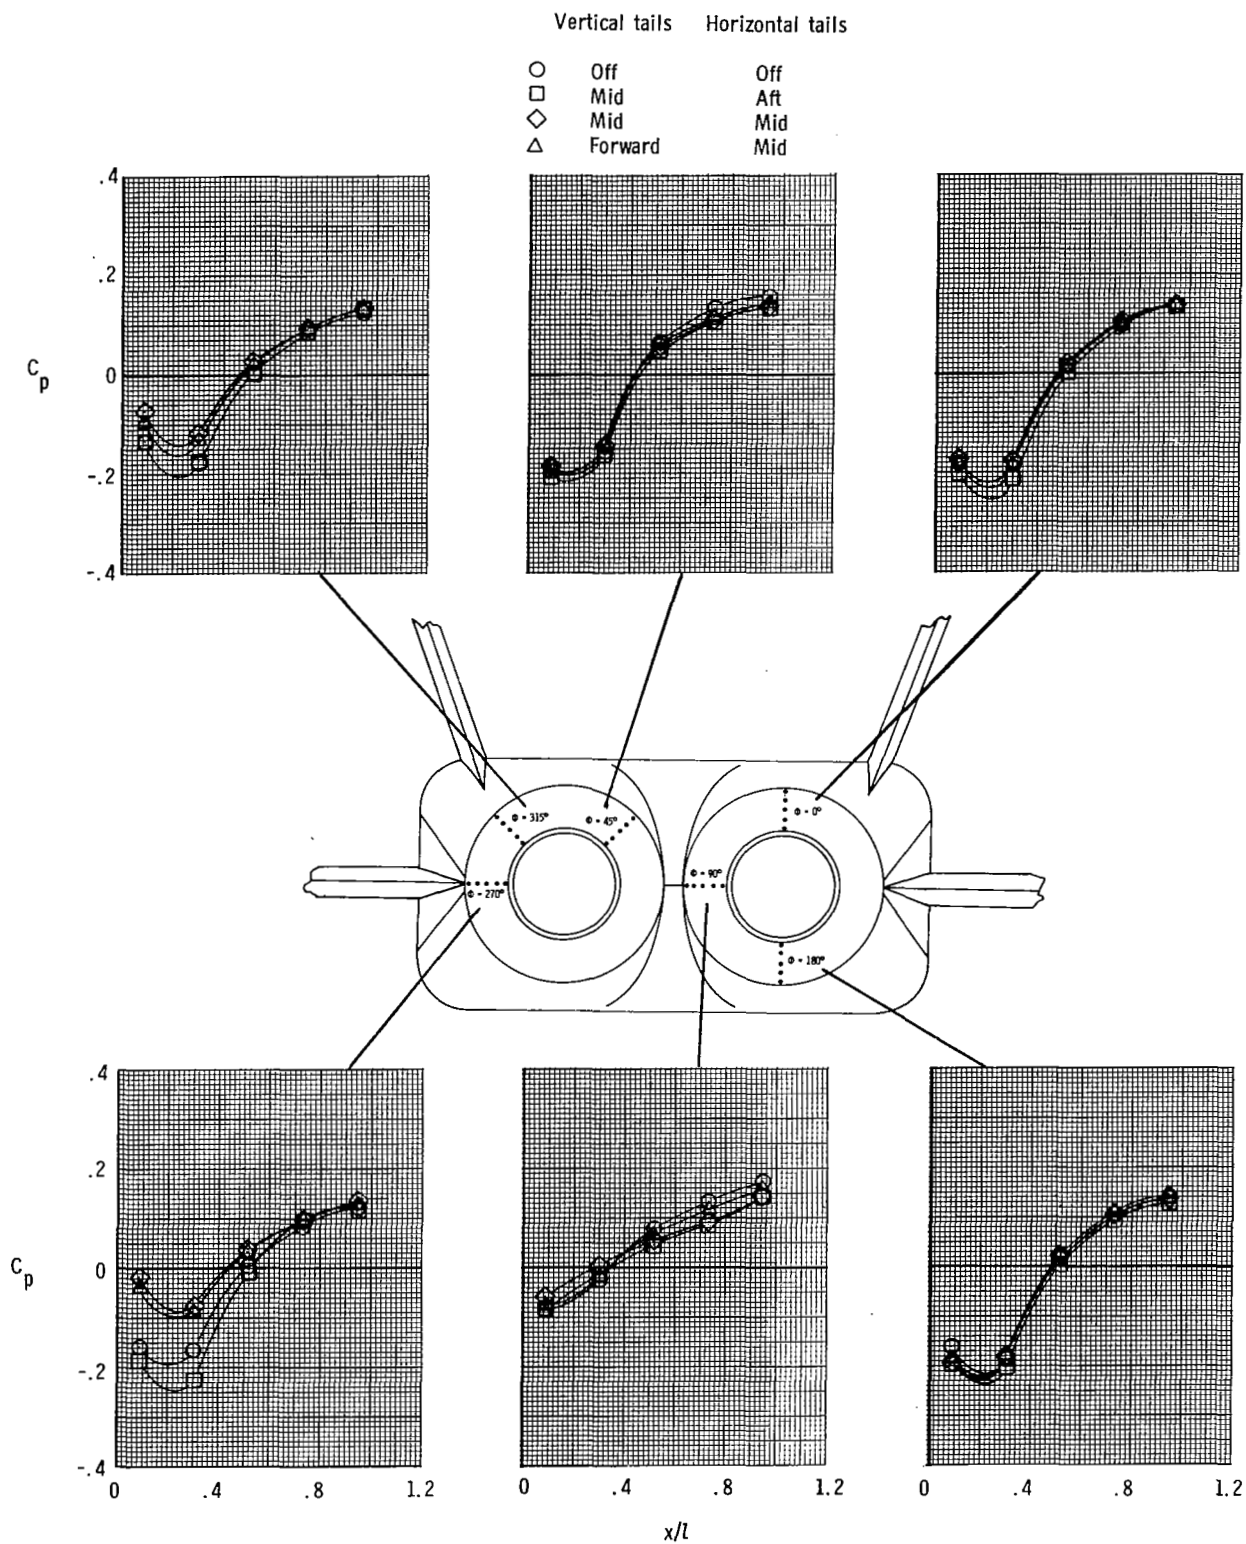 Vertical tails Horizontal tails
Off Off
Mid Aft
Mid Mid
Forward Mid
.4
.2
0
-.2
-.4
Cp
Φ - 315°
Φ - 45°
Φ - 0°
Φ - 270°
Φ - 90°
Φ - 180°
.4
.2
0
-.2
-.4
Cp
0 .4 .8 1.2 0 .4 .8 1.2 0 .4 .8 1.2
x/l